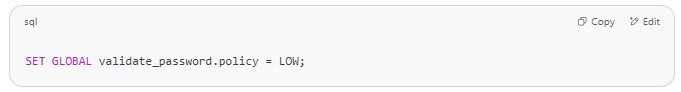 sql
Copy
Edit
SET GLOBAL validate_password.policy = LOW;